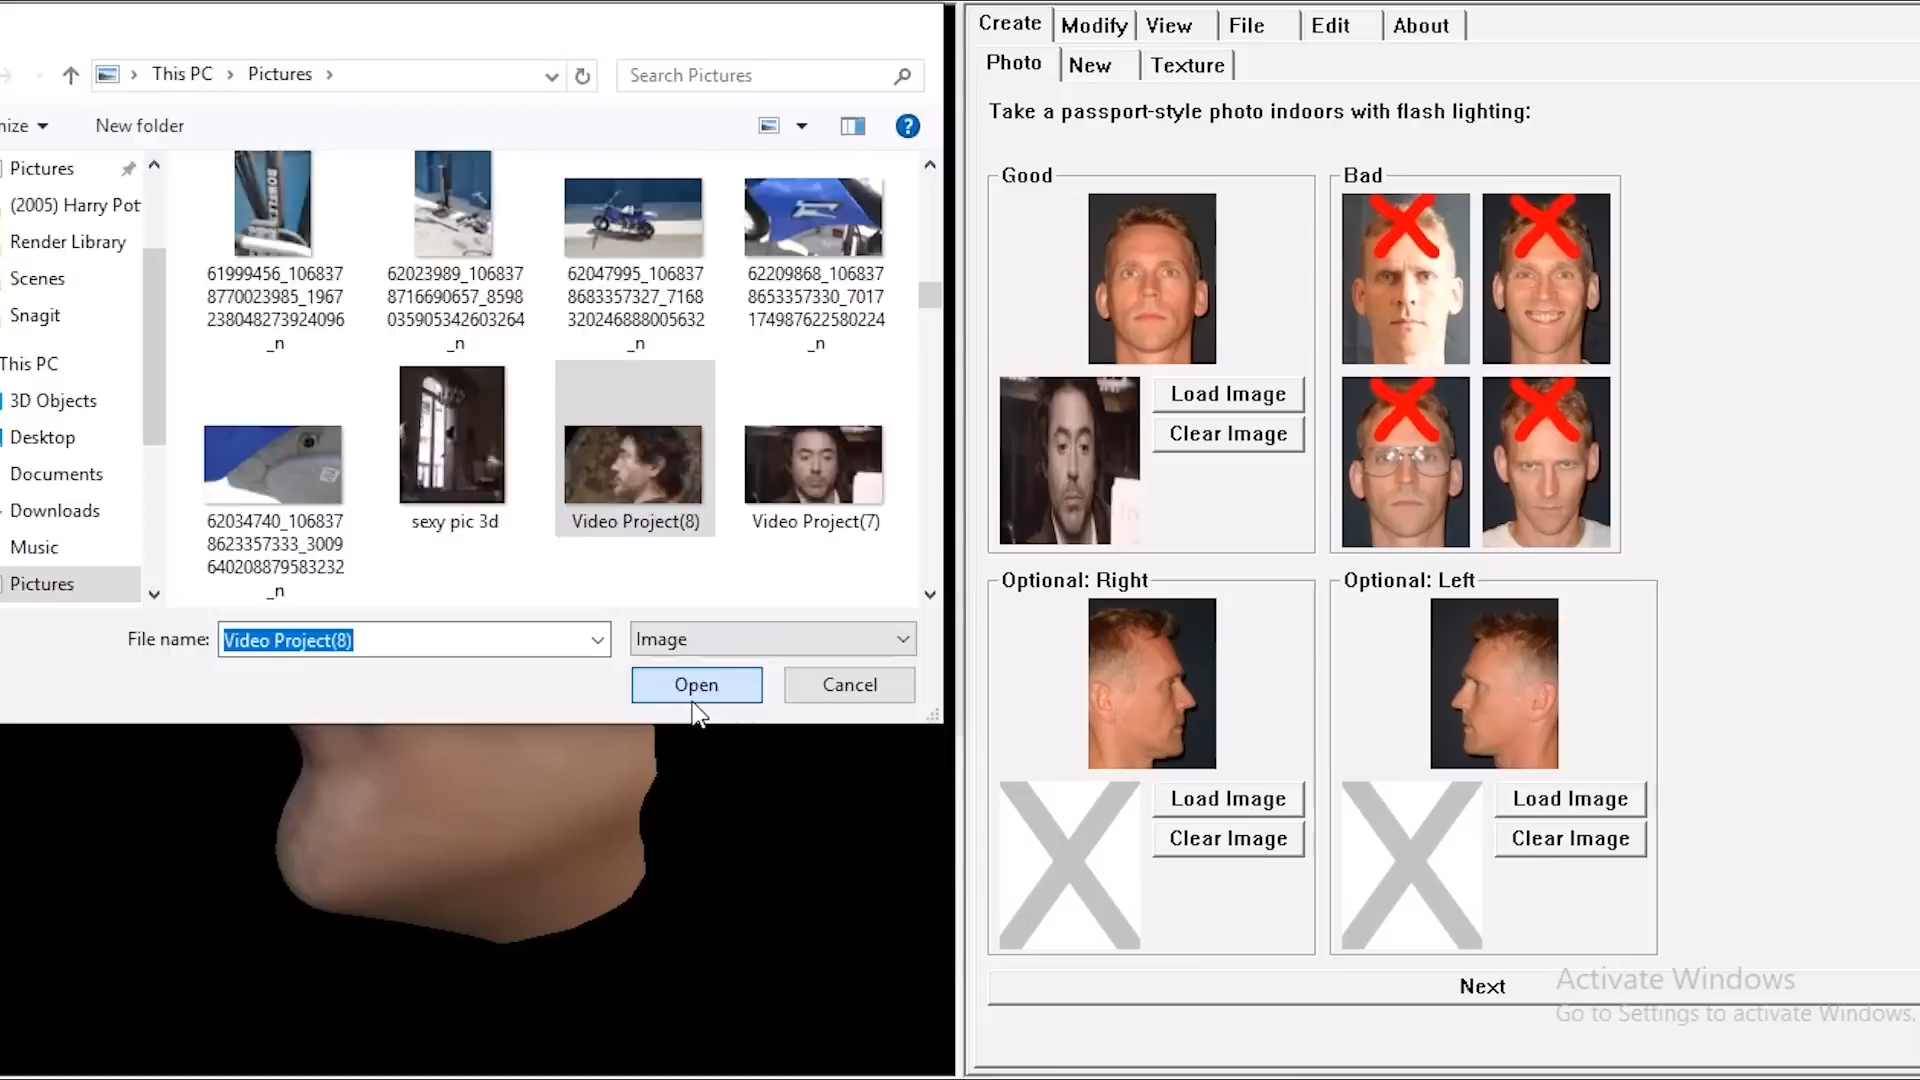 This PC
Pictures
Search Pictures
nize
New folder
Pictures
(2005) Harry Pot
Render Library
Scenes
Snagit
This PC
3D Objects
Desktop
Documents
Downloads
Music
Pictures
61999456_106837
8770023985_1967
238048273924096
_n
62023989_106837
8716690657_8598
035905342603264
_n
62047995_106837
8683357327_7168
320246888005632
_n
62209868_106837
8653357330_7017
174987622580224
_n
62034740_106837
8623357333_3009
640208879583232
_n
sexy pic 3d
Video Project(8)
Video Project(7)
File name:
Video Project(8)
Image
Open
Cancel
Create
Modify
View
File
Edit
About
Photo
New
Texture
Take a passport-style photo indoors with flash lighting:
Good
Load Image
Clear Image
Bad
Optional: Right
Load Image
Clear Image
Optional: Left
Load Image
Clear Image
Next
Activate Windows
Go to Settings to activate Windows.